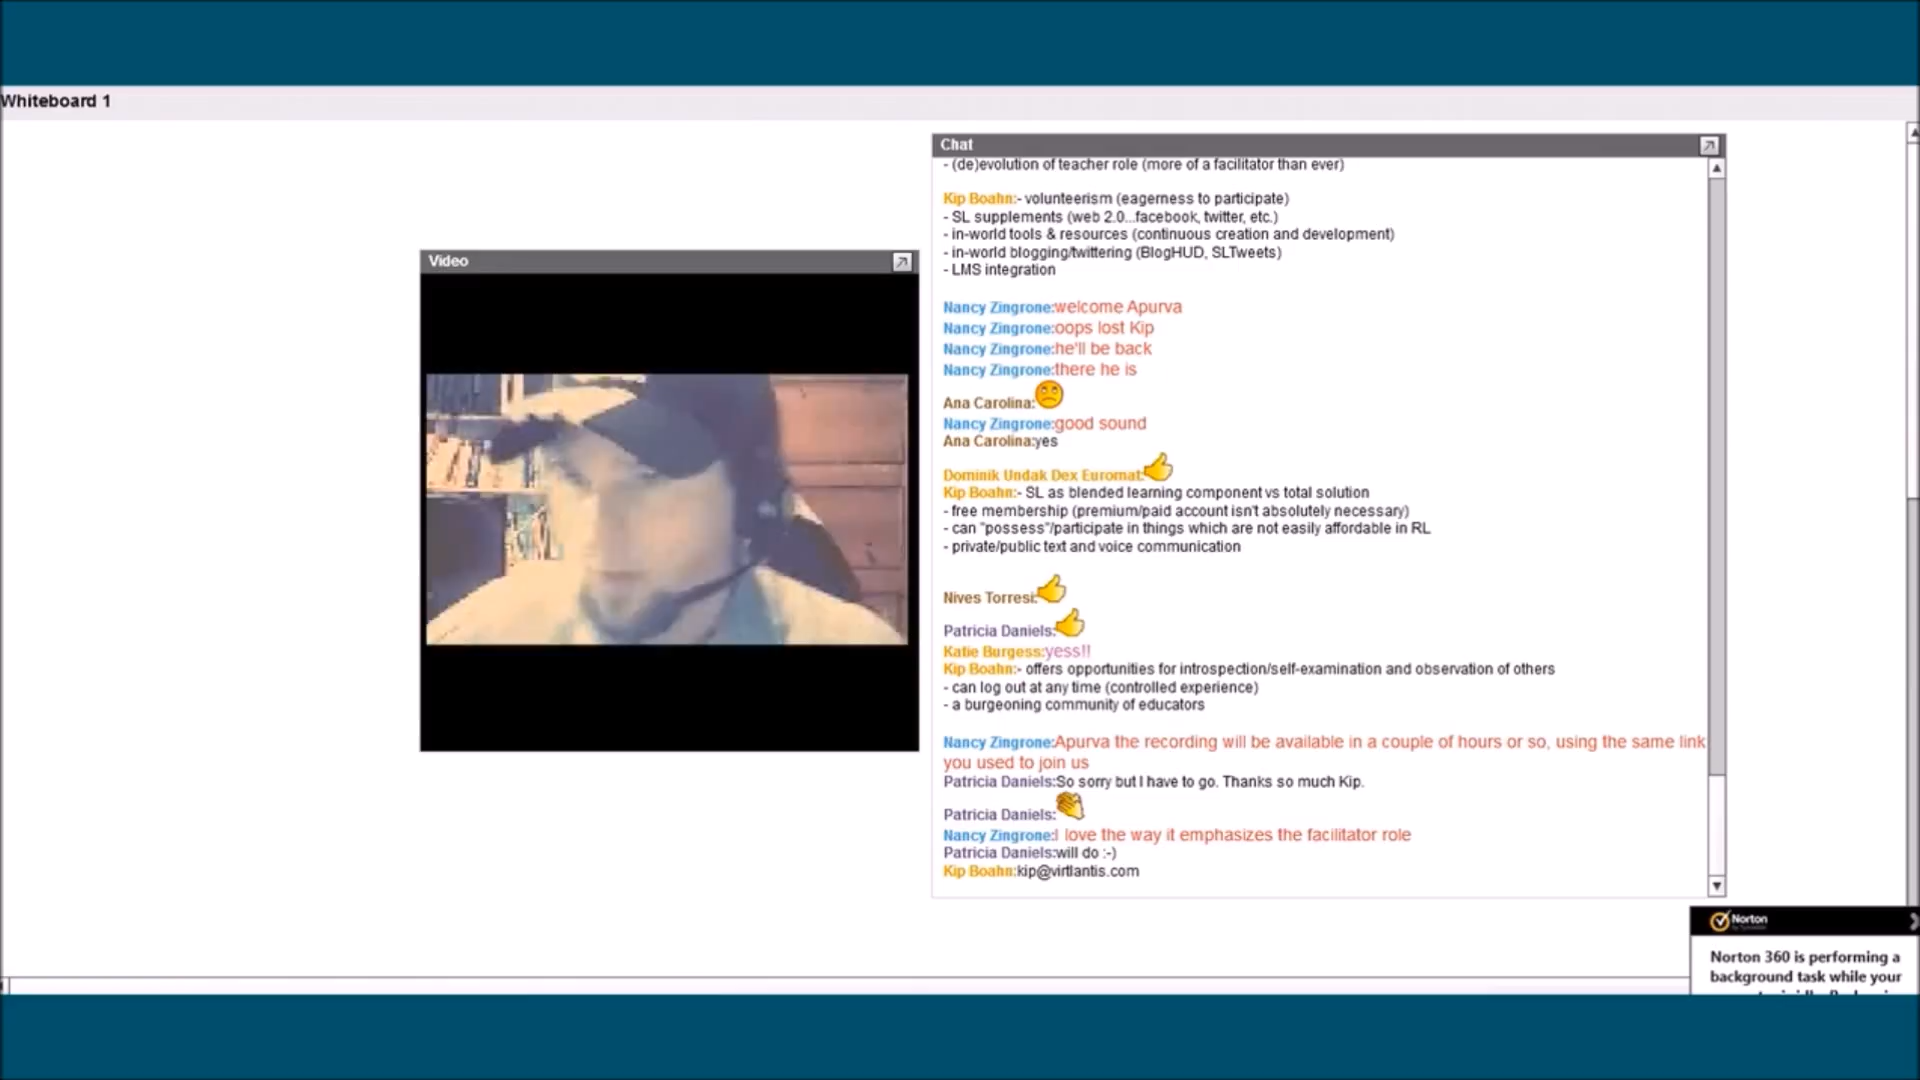 Whiteboard 1
Video
Chat
- (de)evolution of teacher role (more of a facilitator than ever)
Kip Boahn:- volunteerism (eagerness to participate)
- SL supplements (web 2.0...facebook, twitter, etc.)
- in-world tools & resources (continuous creation and development)
- in-world blogging/twittering (BlogHUD, SLTweets)
- LMS integration
Nancy Zingrone:welcome Apurva
Nancy Zingrone:oops lost Kip
Nancy Zingrone:he'll be back
Nancy Zingrone:there he is
Ana Carolina:
Nancy Zingrone:good sound
Ana Carolina:yes
Dominik Undak Dex Euromat:
Kip Boahn:- SL as blended learning component vs total solution
- free membership (premium/paid account isn't absolutely necessary)
- can "possess"/participate in things which are not easily affordable in RL
- private/public text and voice communication
Nives Torresi:
Patricia Daniels:
Katie Burgess:yess!!
Kip Boahn:- offers opportunities for introspection/self-examination and observation of others
- can log out at any time (controlled experience)
- a burgeoning community of educators
Nancy Zingrone:Apurva the recording will be available in a couple of hours or so, using the same link
you used to join us
Patricia Daniels:So sorry but I have to go. Thanks so much Kip.
Patricia Daniels:
Nancy Zingrone:I love the way it emphasizes the facilitator role
Patricia Daniels:will do :-)
Kip Boahn:kip@virtlantis.com
Norton
Norton 360 is performing a
background task while your